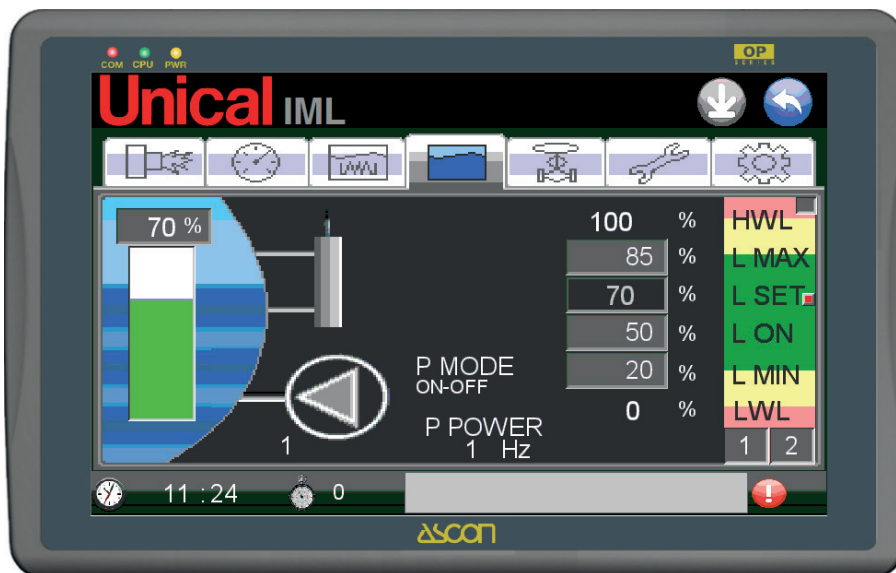 COM CPU PWR
OP
SERIES
Unical IML
70 %
100 % HWL
85 % L MAX
70 % L SET
50 % L ON
P MODE
ON-OFF
20 % L MIN
0 % LWL
P POWER
1 Hz
1
1 2
11 : 24
0
ascon